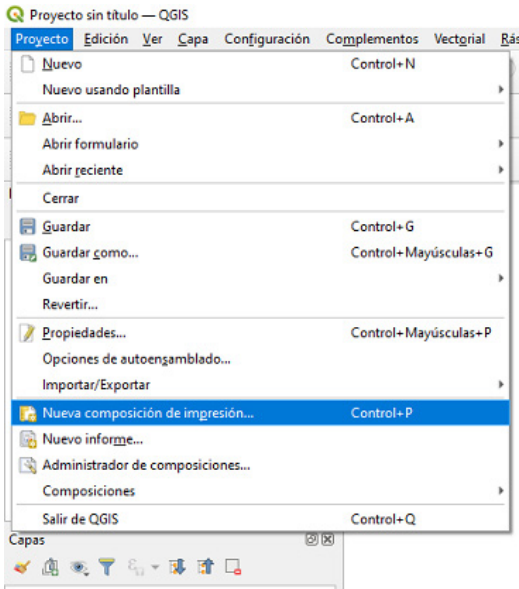 Proyecto sin título — QGIS
Proyecto Edición Ver Capa Configuración Complementos Vectorial Rás
Nuevo Control+N
Nuevo usando plantilla
Abrir... Control+A
Abrir formulario
Abrir reciente
Cerrar
Guardar Control+G
Guardar como... Control+Mayúsculas+G
Guardar en
Revertir...
Propiedades... Control+Mayúsculas+P
Opciones de autoensamblado...
Importar/Exportar
Nueva composición de impresión... Control+P
Nuevo informe...
Administrador de composiciones...
Composiciones
Salir de QGIS Control+Q
Capas